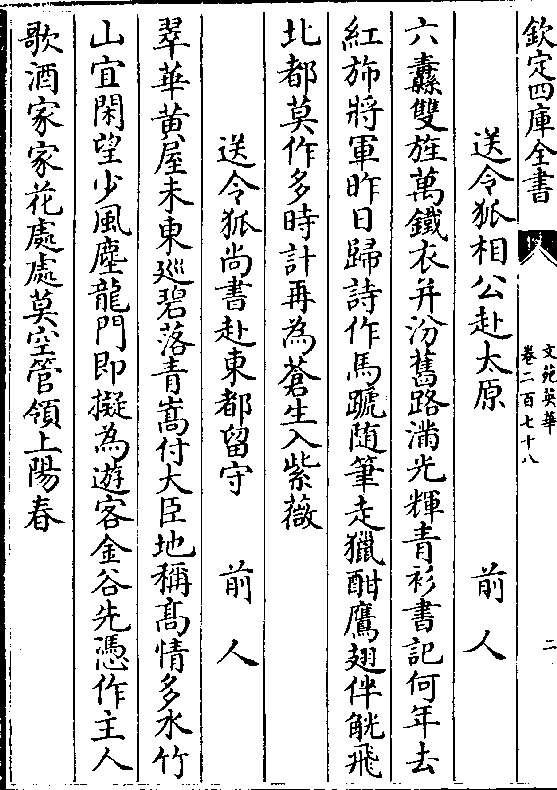 欽定四庫全書
文苑英華
卷二百七十八
二
送令狐相公赴太原 前人
六纛雙旌萬鐵衣并汾舊路滿光輝青衫書記何年去
紅斾將軍昨日歸詩作馬蹏随筆走獵酣鷹翅伴觥飛
北都莫作多時計再為蒼生入紫薇
送令狐尚書赴東都留守 前人
翠華黄屋未東廵碧落青嵩付大臣地稱髙情多水竹
山宜閑望少風塵龍門即擬為遊客金谷先憑作主人
歌酒家家花處處莫空管領上陽春